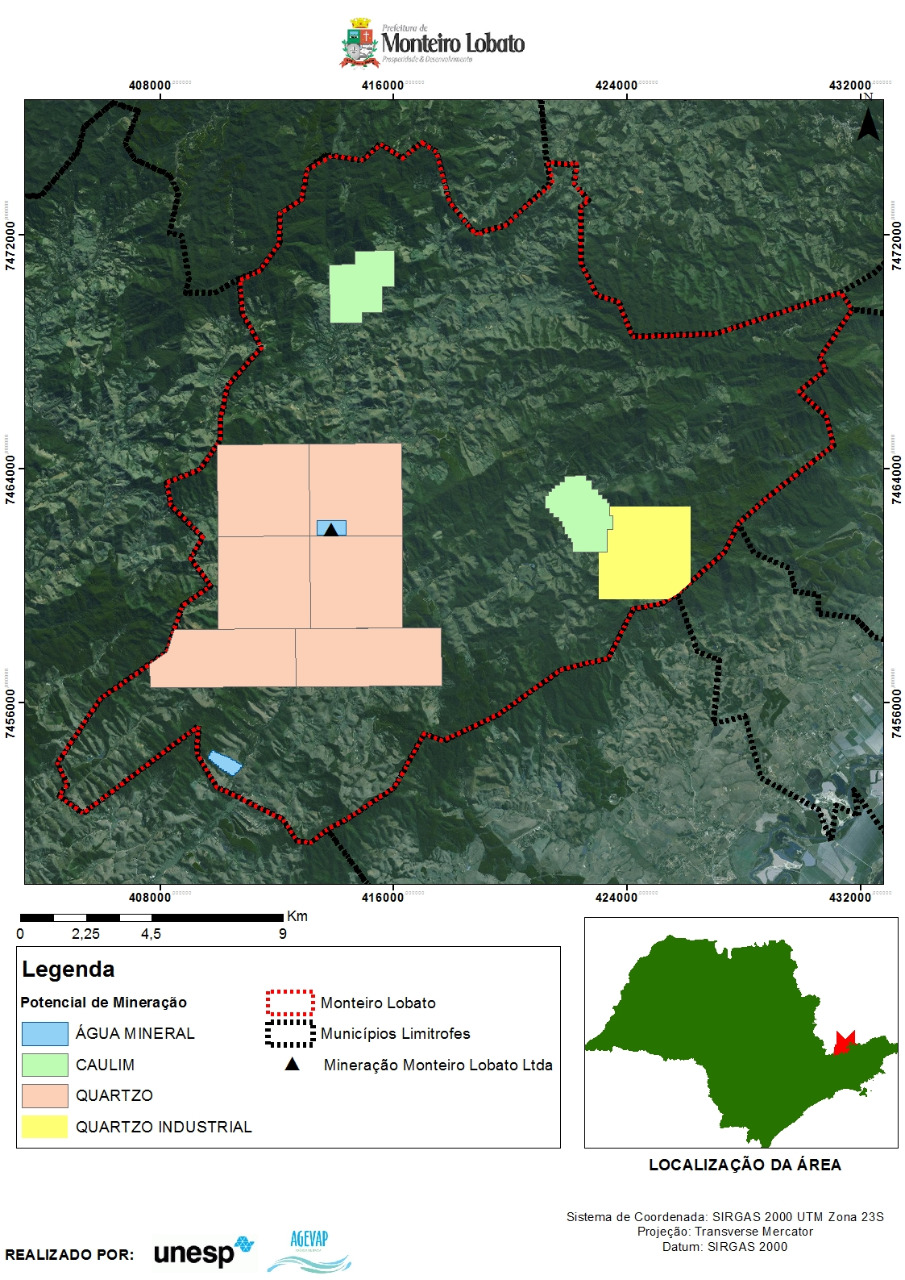 Prefeitura de
Monteiro Lobato
Prosperidade & Desenvolvimento
408000 416000 424000 432000
N
7472000 7472000
7464000 7464000
7456000 7456000
408000 416000 424000 432000
Km
0 2,25 4,5 9
Legenda
Potencial de Mineração
ÁGUA MINERAL
CAULIM
QUARTZO
QUARTZO INDUSTRIAL
Monteiro Lobato
Municípios Limitrofes
Mineração Monteiro Lobato Ltda
LOCALIZAÇÃO DA ÁREA
Sistema de Coordenada: SIRGAS 2000 UTM Zona 23S
Projeção: Transverse Mercator
Datum: SIRGAS 2000
REALIZADO POR:
unesp
AGEVAP